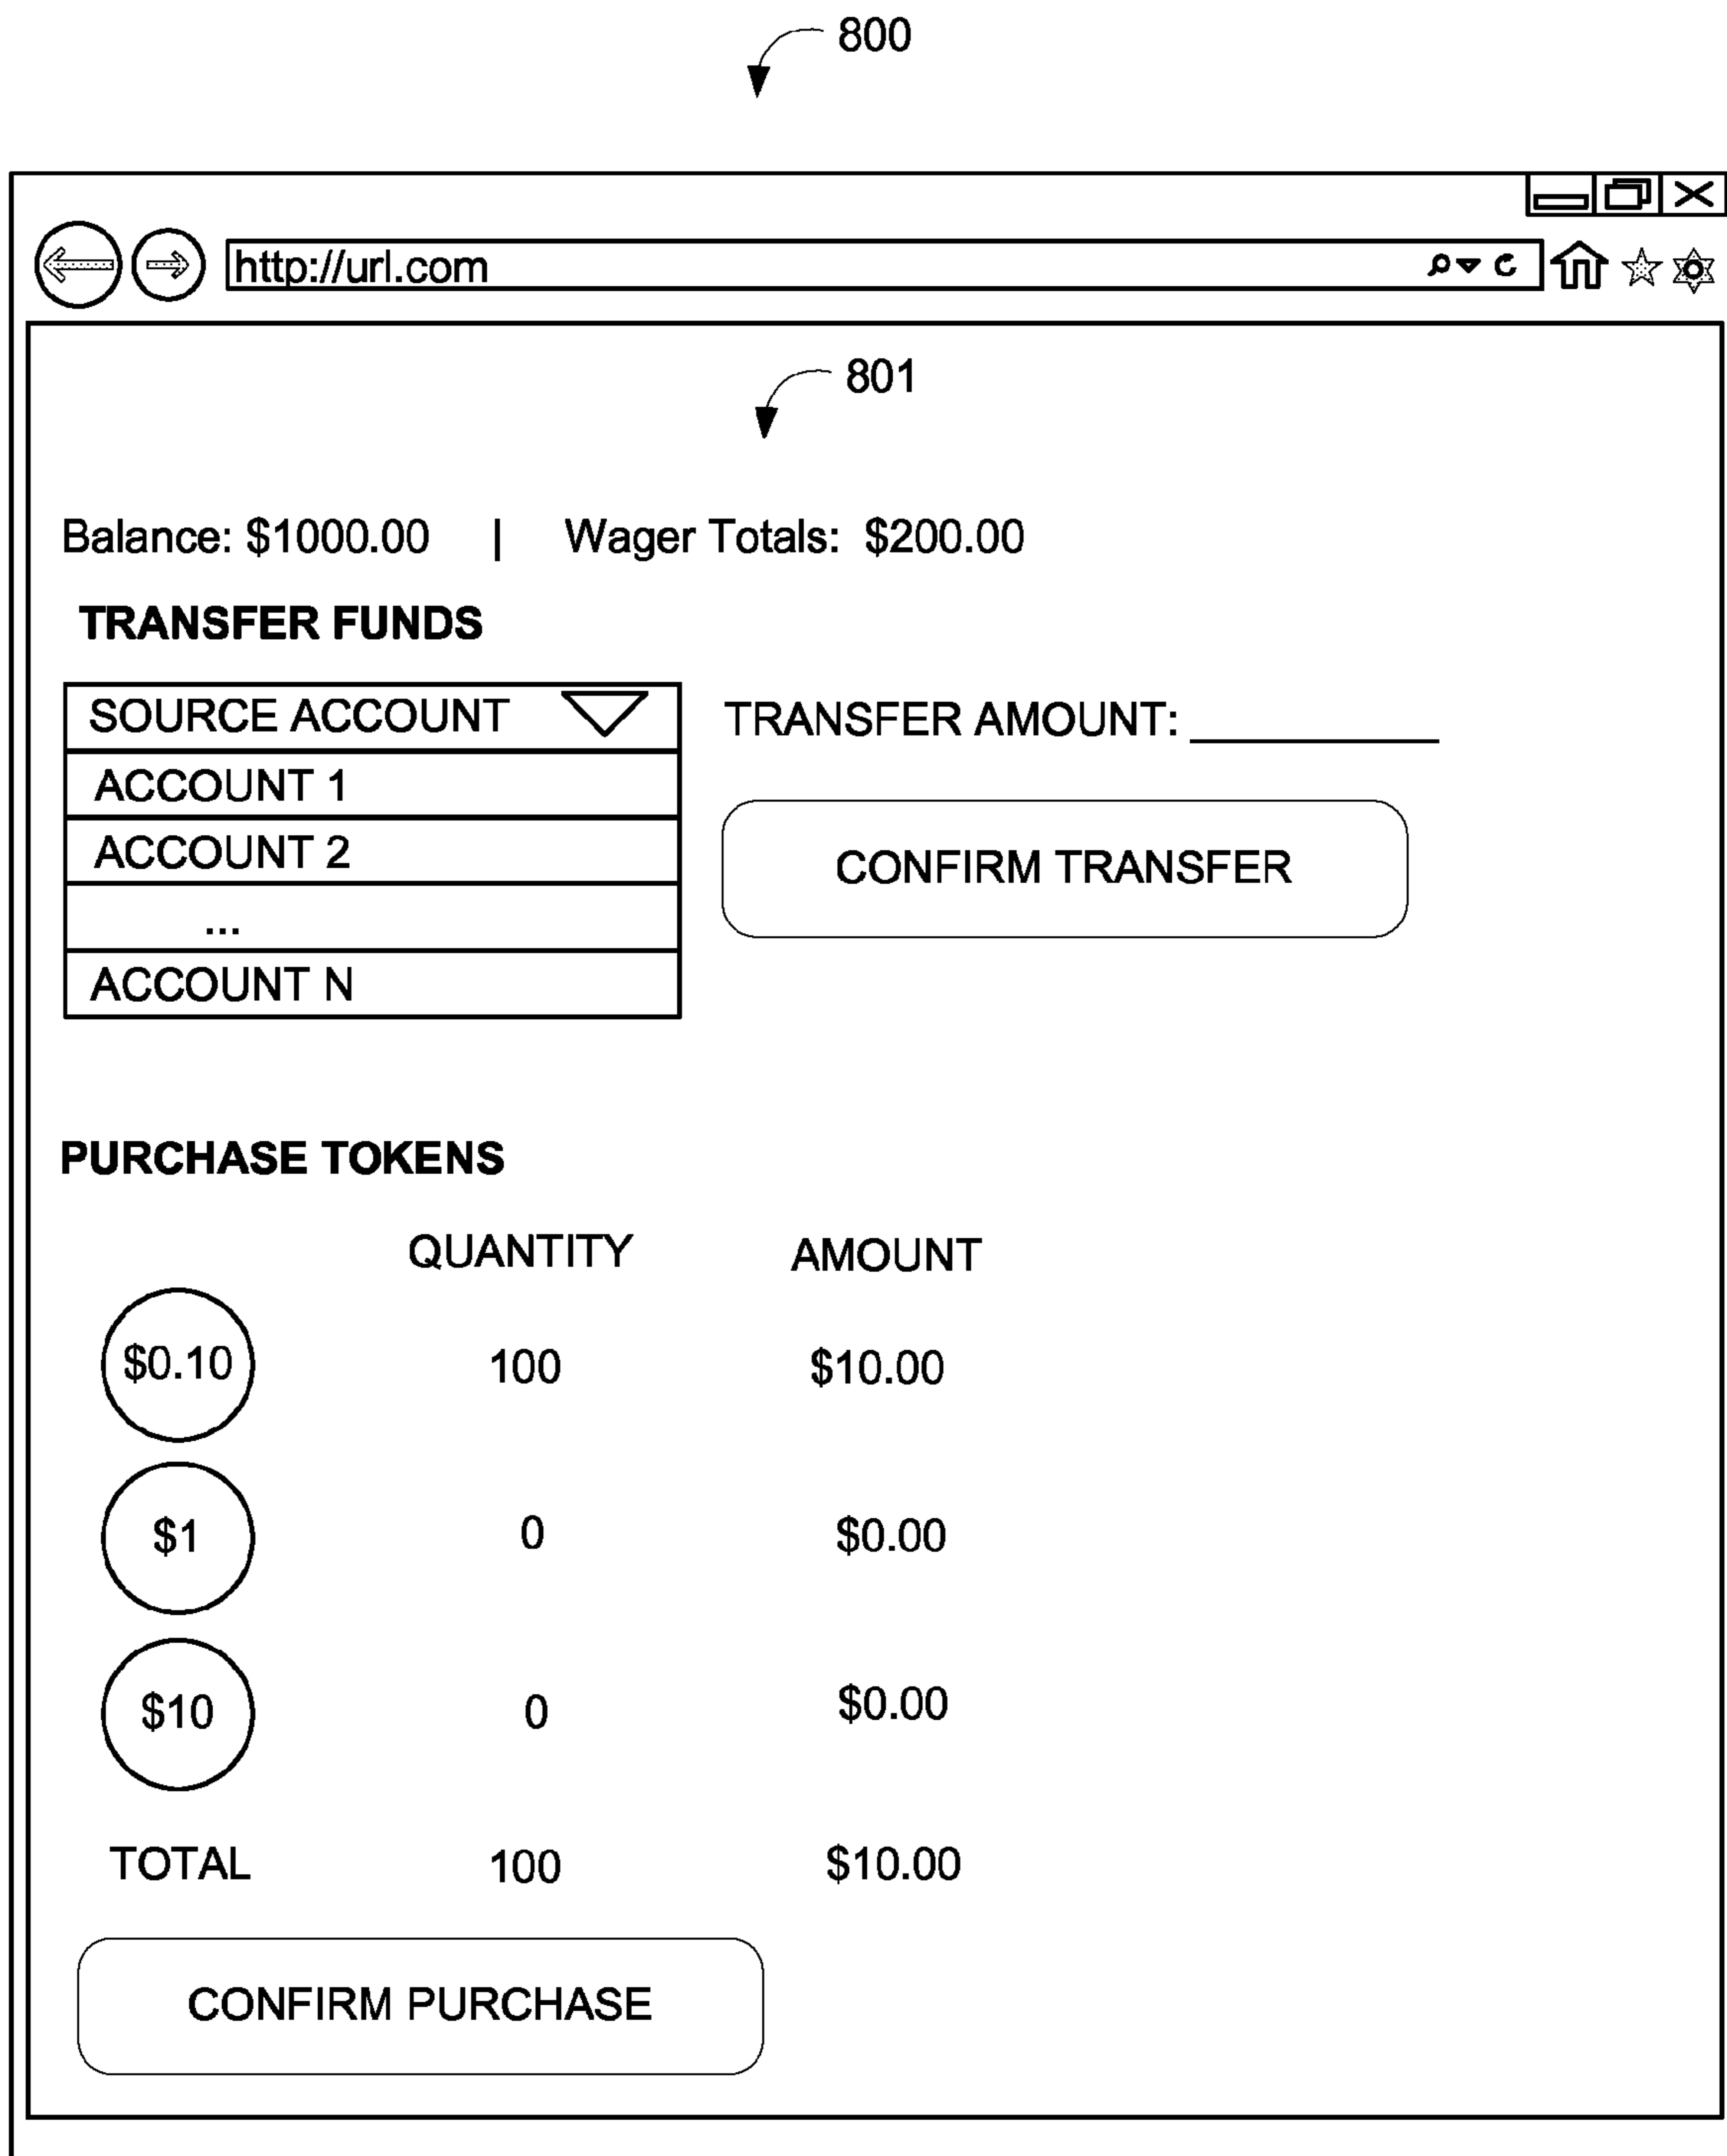 800
http://url.com
801
Balance: $1000.00 | Wager Totals: $200.00
TRANSFER FUNDS
SOURCE ACCOUNT
TRANSFER AMOUNT: __________
ACCOUNT 1
ACCOUNT 2
CONFIRM TRANSFER
...
ACCOUNT N
PURCHASE TOKENS
QUANTITY AMOUNT
$0.10 100 $10.00
$1 0 $0.00
$10 0 $0.00
TOTAL 100 $10.00
CONFIRM PURCHASE